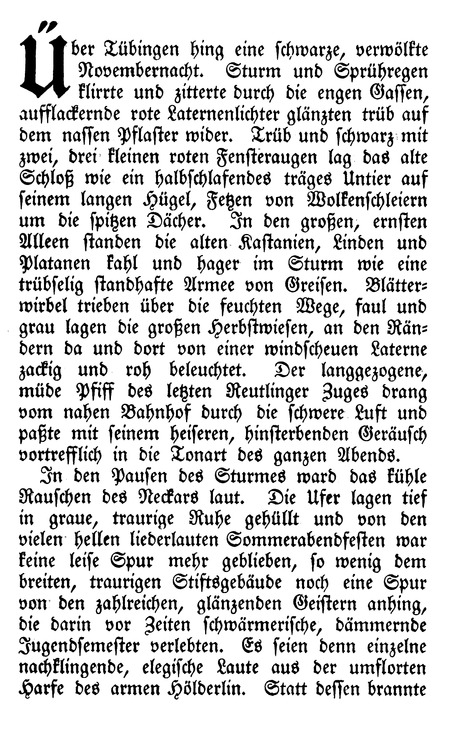 Über Tübingen hing eine schwarze, verwölkte
Novembernacht. Sturm und Sprühregen
klirrte und zitterte durch die engen Gassen,
aufflackernde rote Laternenlichter glänzten trüb auf
dem nassen Pflaster wider. Trüb und schwarz mit
zwei, drei kleinen roten Fensteraugen lag das alte
Schloß wie ein halbschlafendes träges Untier auf
seinem langen Hügel, Fetzen von Wolkenschleiern
um die spitzen Dächer. In den großen, ernsten
Alleen standen die alten Kastanien, Linden und
Platanen kahl und hager im Sturm wie eine
trübselig standhafte Armee von Greisen. Blätter-
wirbel trieben über die feuchten Wege, faul und
grau lagen die großen Herbstwiesen, an den Rän-
dern da und dort von einer windscheuen Laterne
zackig und roh beleuchtet. Der langgezogene,
müde Pfiff des letzten Reutlinger Zuges drang
vom nahen Bahnhof durch die schwere Luft und
paßte mit seinem heiseren, hinsterbenden Geräusch
vortrefflich in die Tonart des ganzen Abends.
In den Pausen des Sturmes ward das kühle
Rauschen des Neckars laut. Die Ufer lagen tief
in graue, traurige Ruhe gehüllt und von den
vielen hellen liederlauten Sommerabendfesten war
keine leise Spur mehr geblieben, so wenig dem
breiten, traurigen Stiftsgebäude noch eine Spur
von den zahlreichen, glänzenden Geistern anhing,
die darin vor Zeiten schwärmerische, dämmernde
Jugendsemester verlebten. Es seien denn einzelne
nachklingende, elegische Laute aus der umflorten
Harfe des armen Hölderlin. Statt dessen brannte